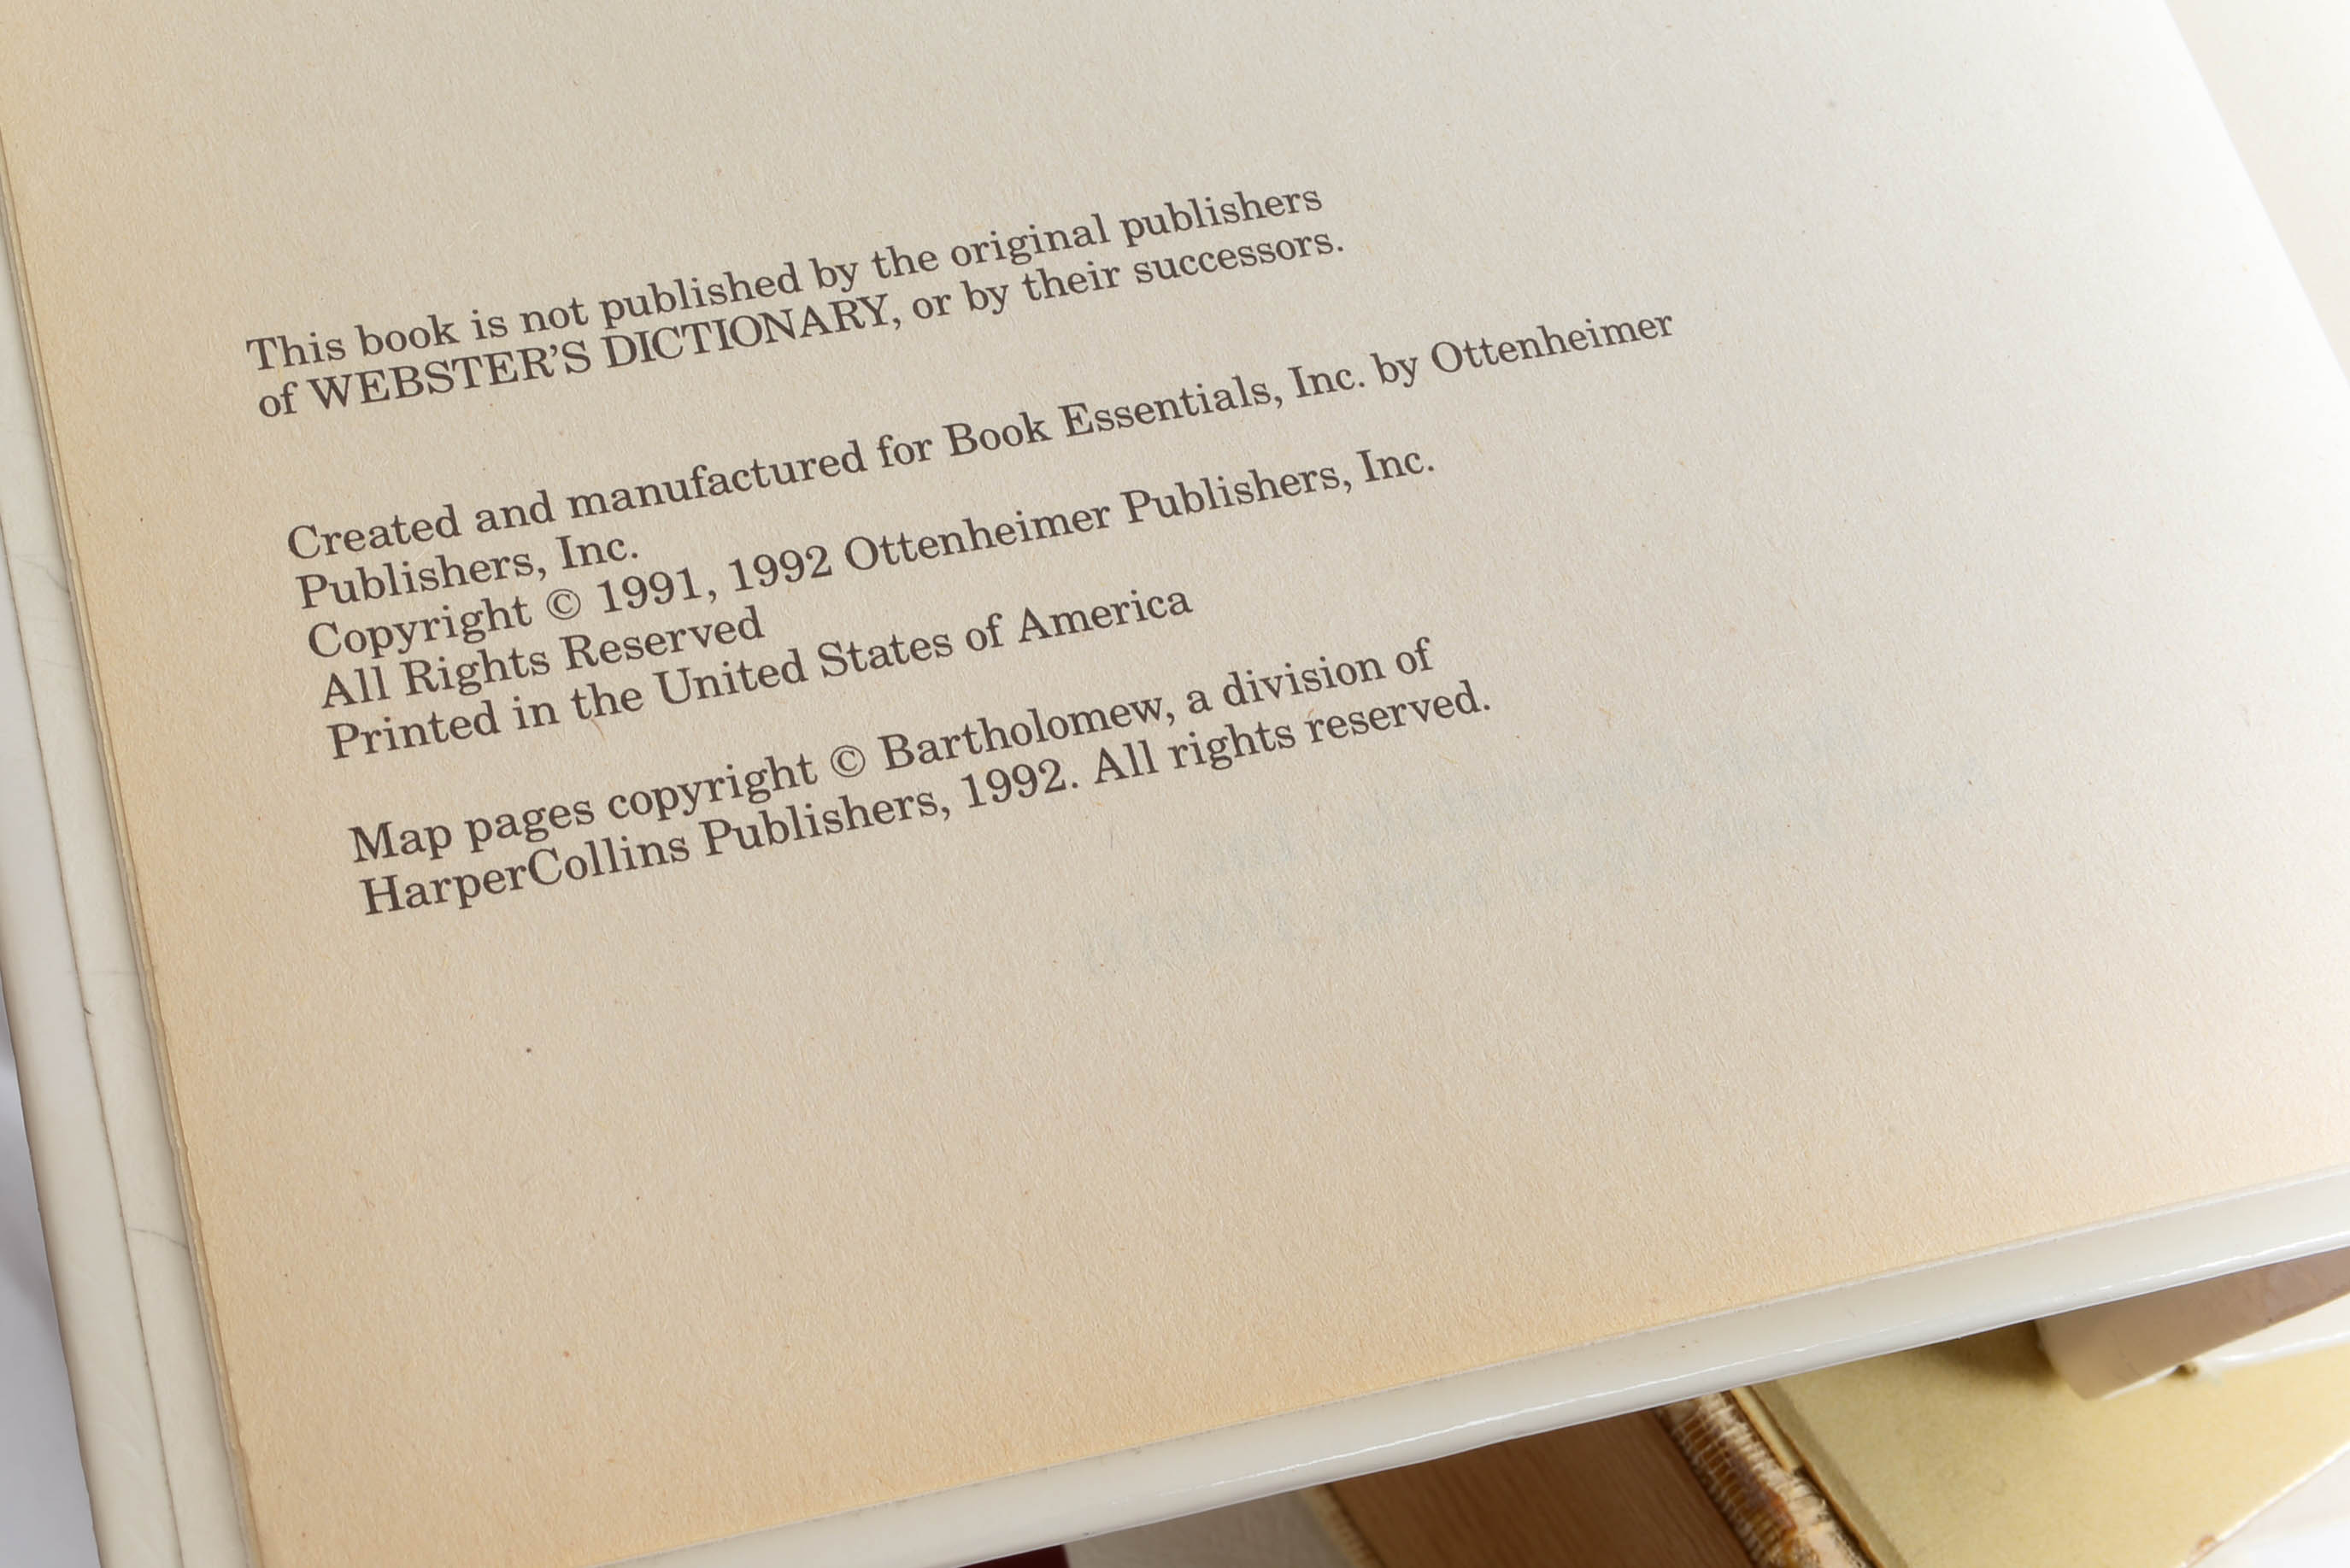 This book is not published by the original publishers
of WEBSTER'S DICTIONARY, or by their successors.
Created and manufactured for Book Essentials, Inc. by Ottenheimer
Publishers, Inc.
Copyright © 1991, 1992 Ottenheimer Publishers, Inc.
All Rights Reserved
Printed in the United States of America
Map pages copyright © Bartholomew, a division of
HarperCollins Publishers, 1992. All rights reserved.